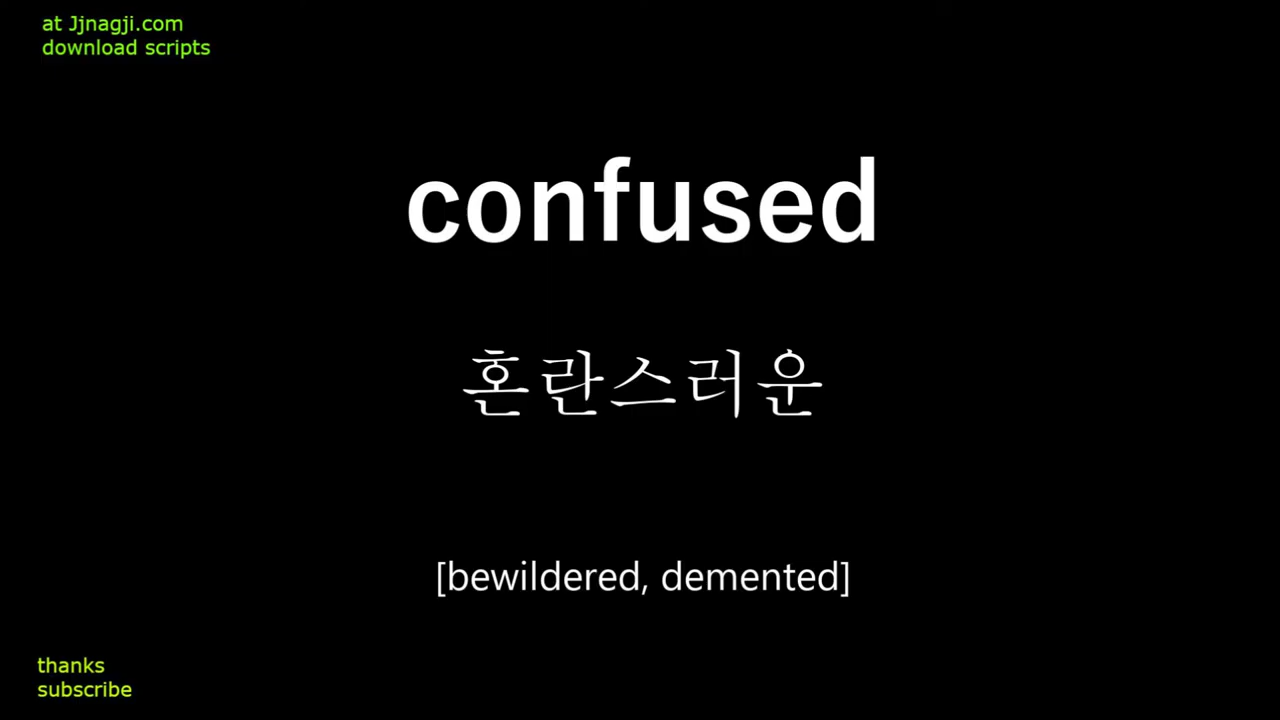 at Jjnagji.com
download scripts
confused
혼란스러운
[bewildered, demented]
thanks
subscribe